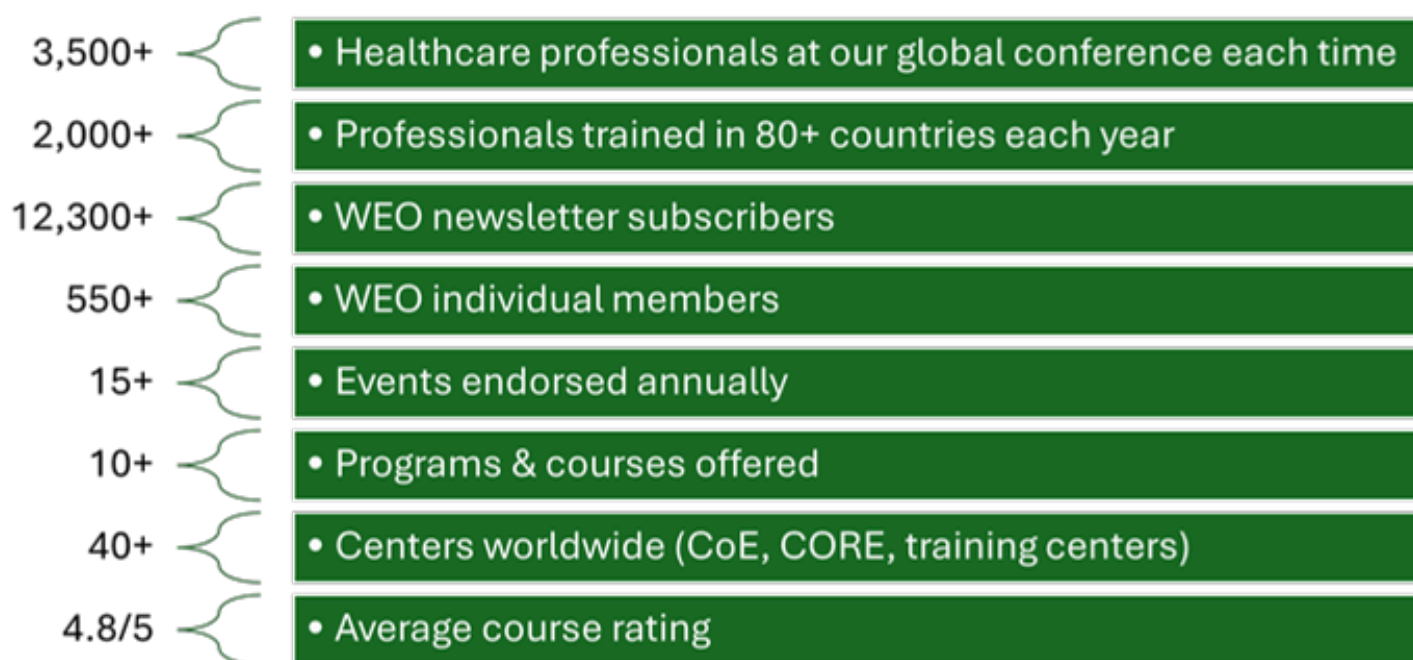 3,500+ • Healthcare professionals at our global conference each time
2,000+ • Professionals trained in 80+ countries each year
12,300+ • WEO newsletter subscribers
550+ • WEO individual members
15+ • Events endorsed annually
10+ • Programs & courses offered
40+ • Centers worldwide (CoE, CORE, training centers)
4.8/5 • Average course rating